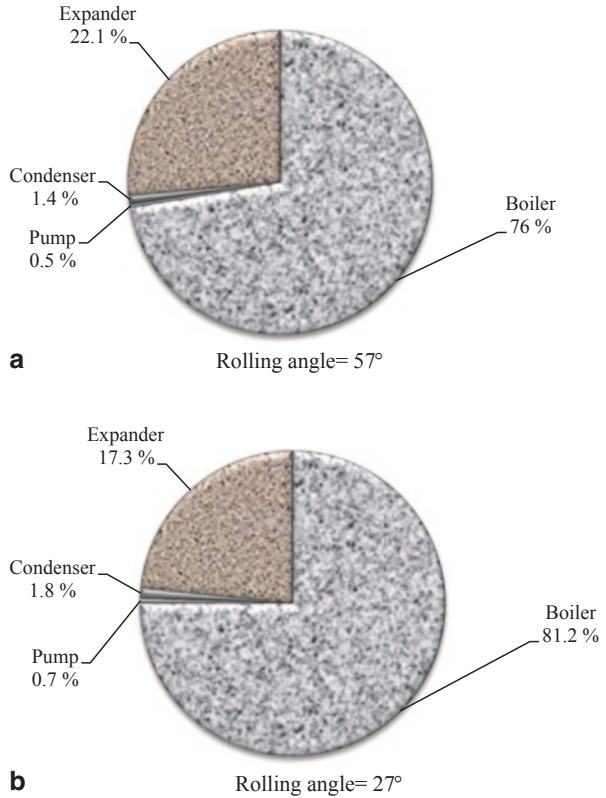 Expander
22.1 %
Condenser
1.4 %
Pump
0.5 %
Boiler
76 %
a
Rolling angle= 57°
Expander
17.3 %
Condenser
1.8 %
Pump
0.7 %
Boiler
81.2 %
b
Rolling angle= 27°